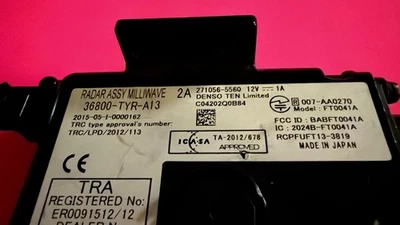 RADAR ASSY MILLIWAVE 2A
36800-TYR-A13
2015-05-I-0000162
TRC type approval's number:
TRC/LPD/2012/113
271056-5560 12V 1A
DENSO TEN Limited
C04202Q0B84
Model: FT0041A
R 007-AA0270
FCC ID : BABFT0041A
IC : 2024B-FT0041A
RCPFUFT13-3819
MADE IN JAPAN
ICASA
TA-2012/678
APPROVED
CE
TRA
REGISTERED No:
ER0091512/12
DEALER N